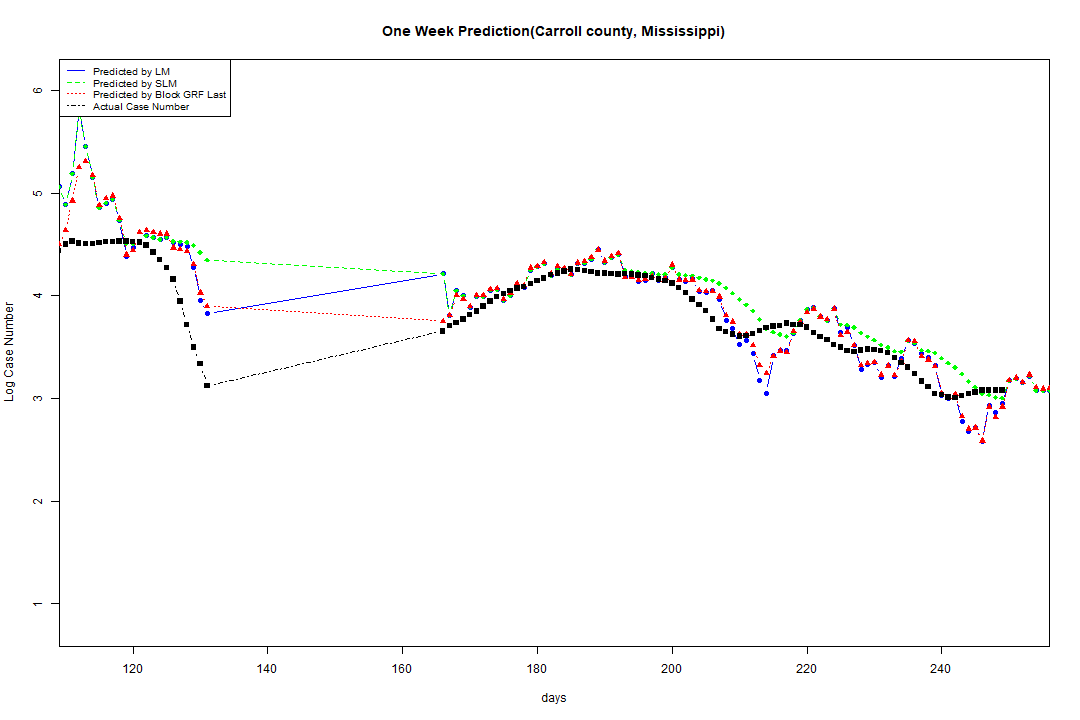 One Week Prediction(Carroll county, Mississippi)
Predicted by LM
Predicted by SLM
Predicted by Block GRF Last
Actual Case Number
6
5
4
3
2
1
Log Case Number
120 140 160 180 200 220 240
days